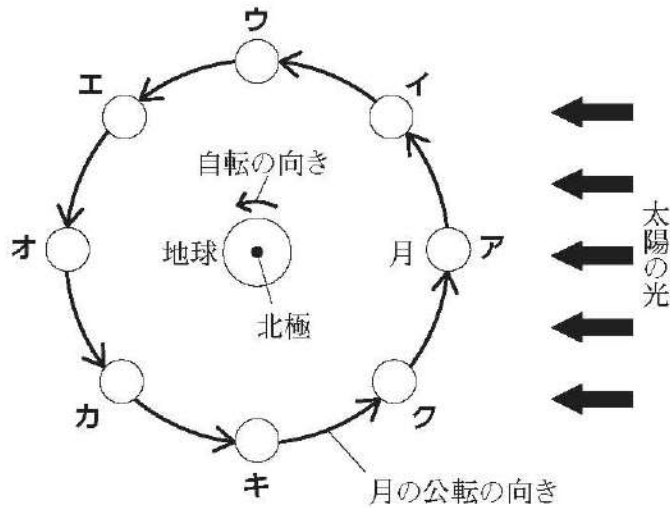 ウ
エ
イ
自転の向き
太陽の光
オ
地球
月
ア
北極
カ
ク
キ
月の公転の向き